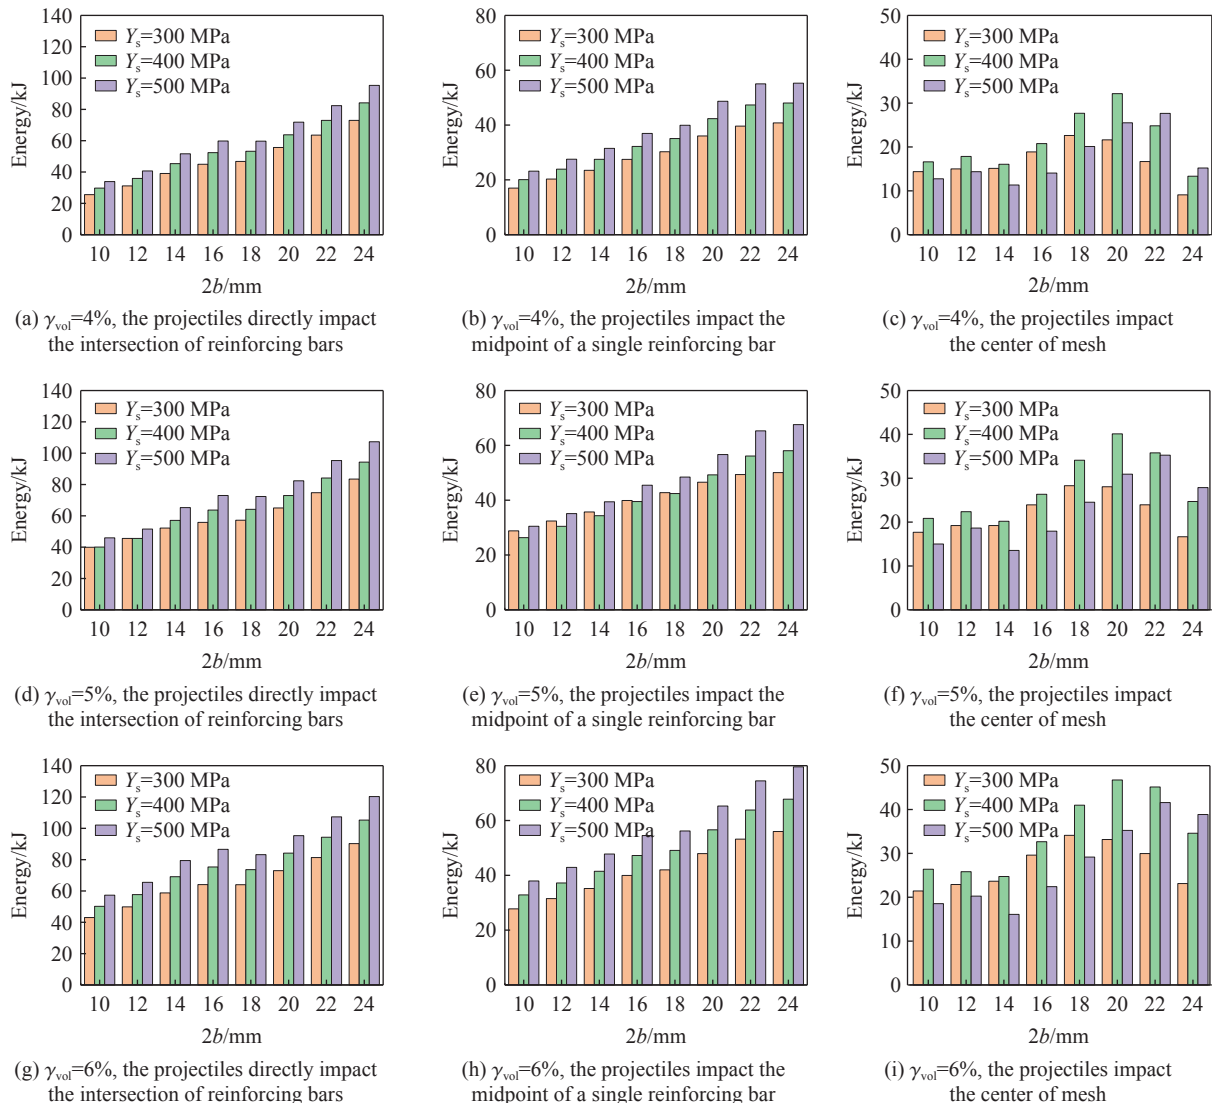 140
120
100
80
60
40
20
0
Energy/kJ
Yₛ=300 MPa
Yₛ=400 MPa
Yₛ=500 MPa
10 12 14 16 18 20 22 24
2b/mm
(a) γvol=4%, the projectiles directly impact
the intersection of reinforcing bars
80
60
40
20
0
Energy/kJ
Yₛ=300 MPa
Yₛ=400 MPa
Yₛ=500 MPa
10 12 14 16 18 20 22 24
2b/mm
(b) γvol=4%, the projectiles impact the
midpoint of a single reinforcing bar
50
40
30
20
10
0
Energy/kJ
Yₛ=300 MPa
Yₛ=400 MPa
Yₛ=500 MPa
10 12 14 16 18 20 22 24
2b/mm
(c) γvol=4%, the projectiles impact
the center of mesh
140
120
100
80
60
40
20
0
Energy/kJ
Yₛ=300 MPa
Yₛ=400 MPa
Yₛ=500 MPa
10 12 14 16 18 20 22 24
2b/mm
(d) γvol=5%, the projectiles directly impact
the intersection of reinforcing bars
80
60
40
20
0
Energy/kJ
Yₛ=300 MPa
Yₛ=400 MPa
Yₛ=500 MPa
10 12 14 16 18 20 22 24
2b/mm
(e) γvol=5%, the projectiles impact the
midpoint of a single reinforcing bar
50
40
30
20
10
0
Energy/kJ
Yₛ=300 MPa
Yₛ=400 MPa
Yₛ=500 MPa
10 12 14 16 18 20 22 24
2b/mm
(f) γvol=5%, the projectiles impact
the center of mesh
140
120
100
80
60
40
20
0
Energy/kJ
Yₛ=300 MPa
Yₛ=400 MPa
Yₛ=500 MPa
10 12 14 16 18 20 22 24
2b/mm
(g) γvol=6%, the projectiles directly impact
the intersection of reinforcing bars
80
60
40
20
0
Energy/kJ
Yₛ=300 MPa
Yₛ=400 MPa
Yₛ=500 MPa
10 12 14 16 18 20 22 24
2b/mm
(h) γvol=6%, the projectiles impact the
midpoint of a single reinforcing bar
50
40
30
20
10
0
Energy/kJ
Yₛ=300 MPa
Yₛ=400 MPa
Yₛ=500 MPa
10 12 14 16 18 20 22 24
2b/mm
(i) γvol=6%, the projectiles impact
the center of mesh